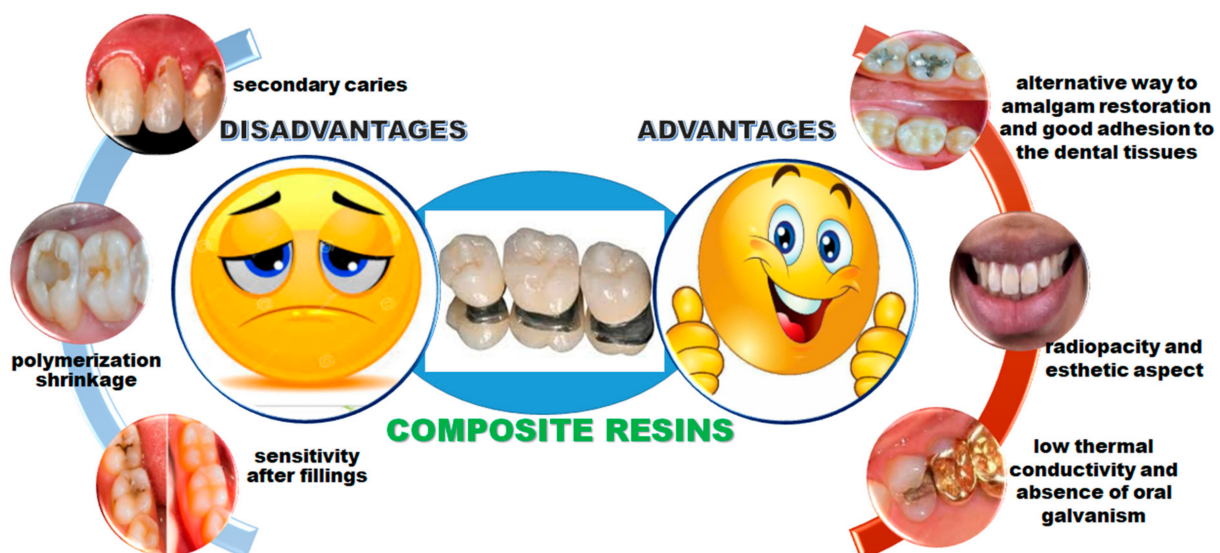 secondary caries
DISADVANTAGES
polymerization
shrinkage
sensitivity
after fillings
COMPOSITE RESINS
ADVANTAGES
alternative way to
amalgam restoration
and good adhesion to
the dental tissues
radiopacity and
esthetic aspect
low thermal
conductivity and
absence of oral
galvanism